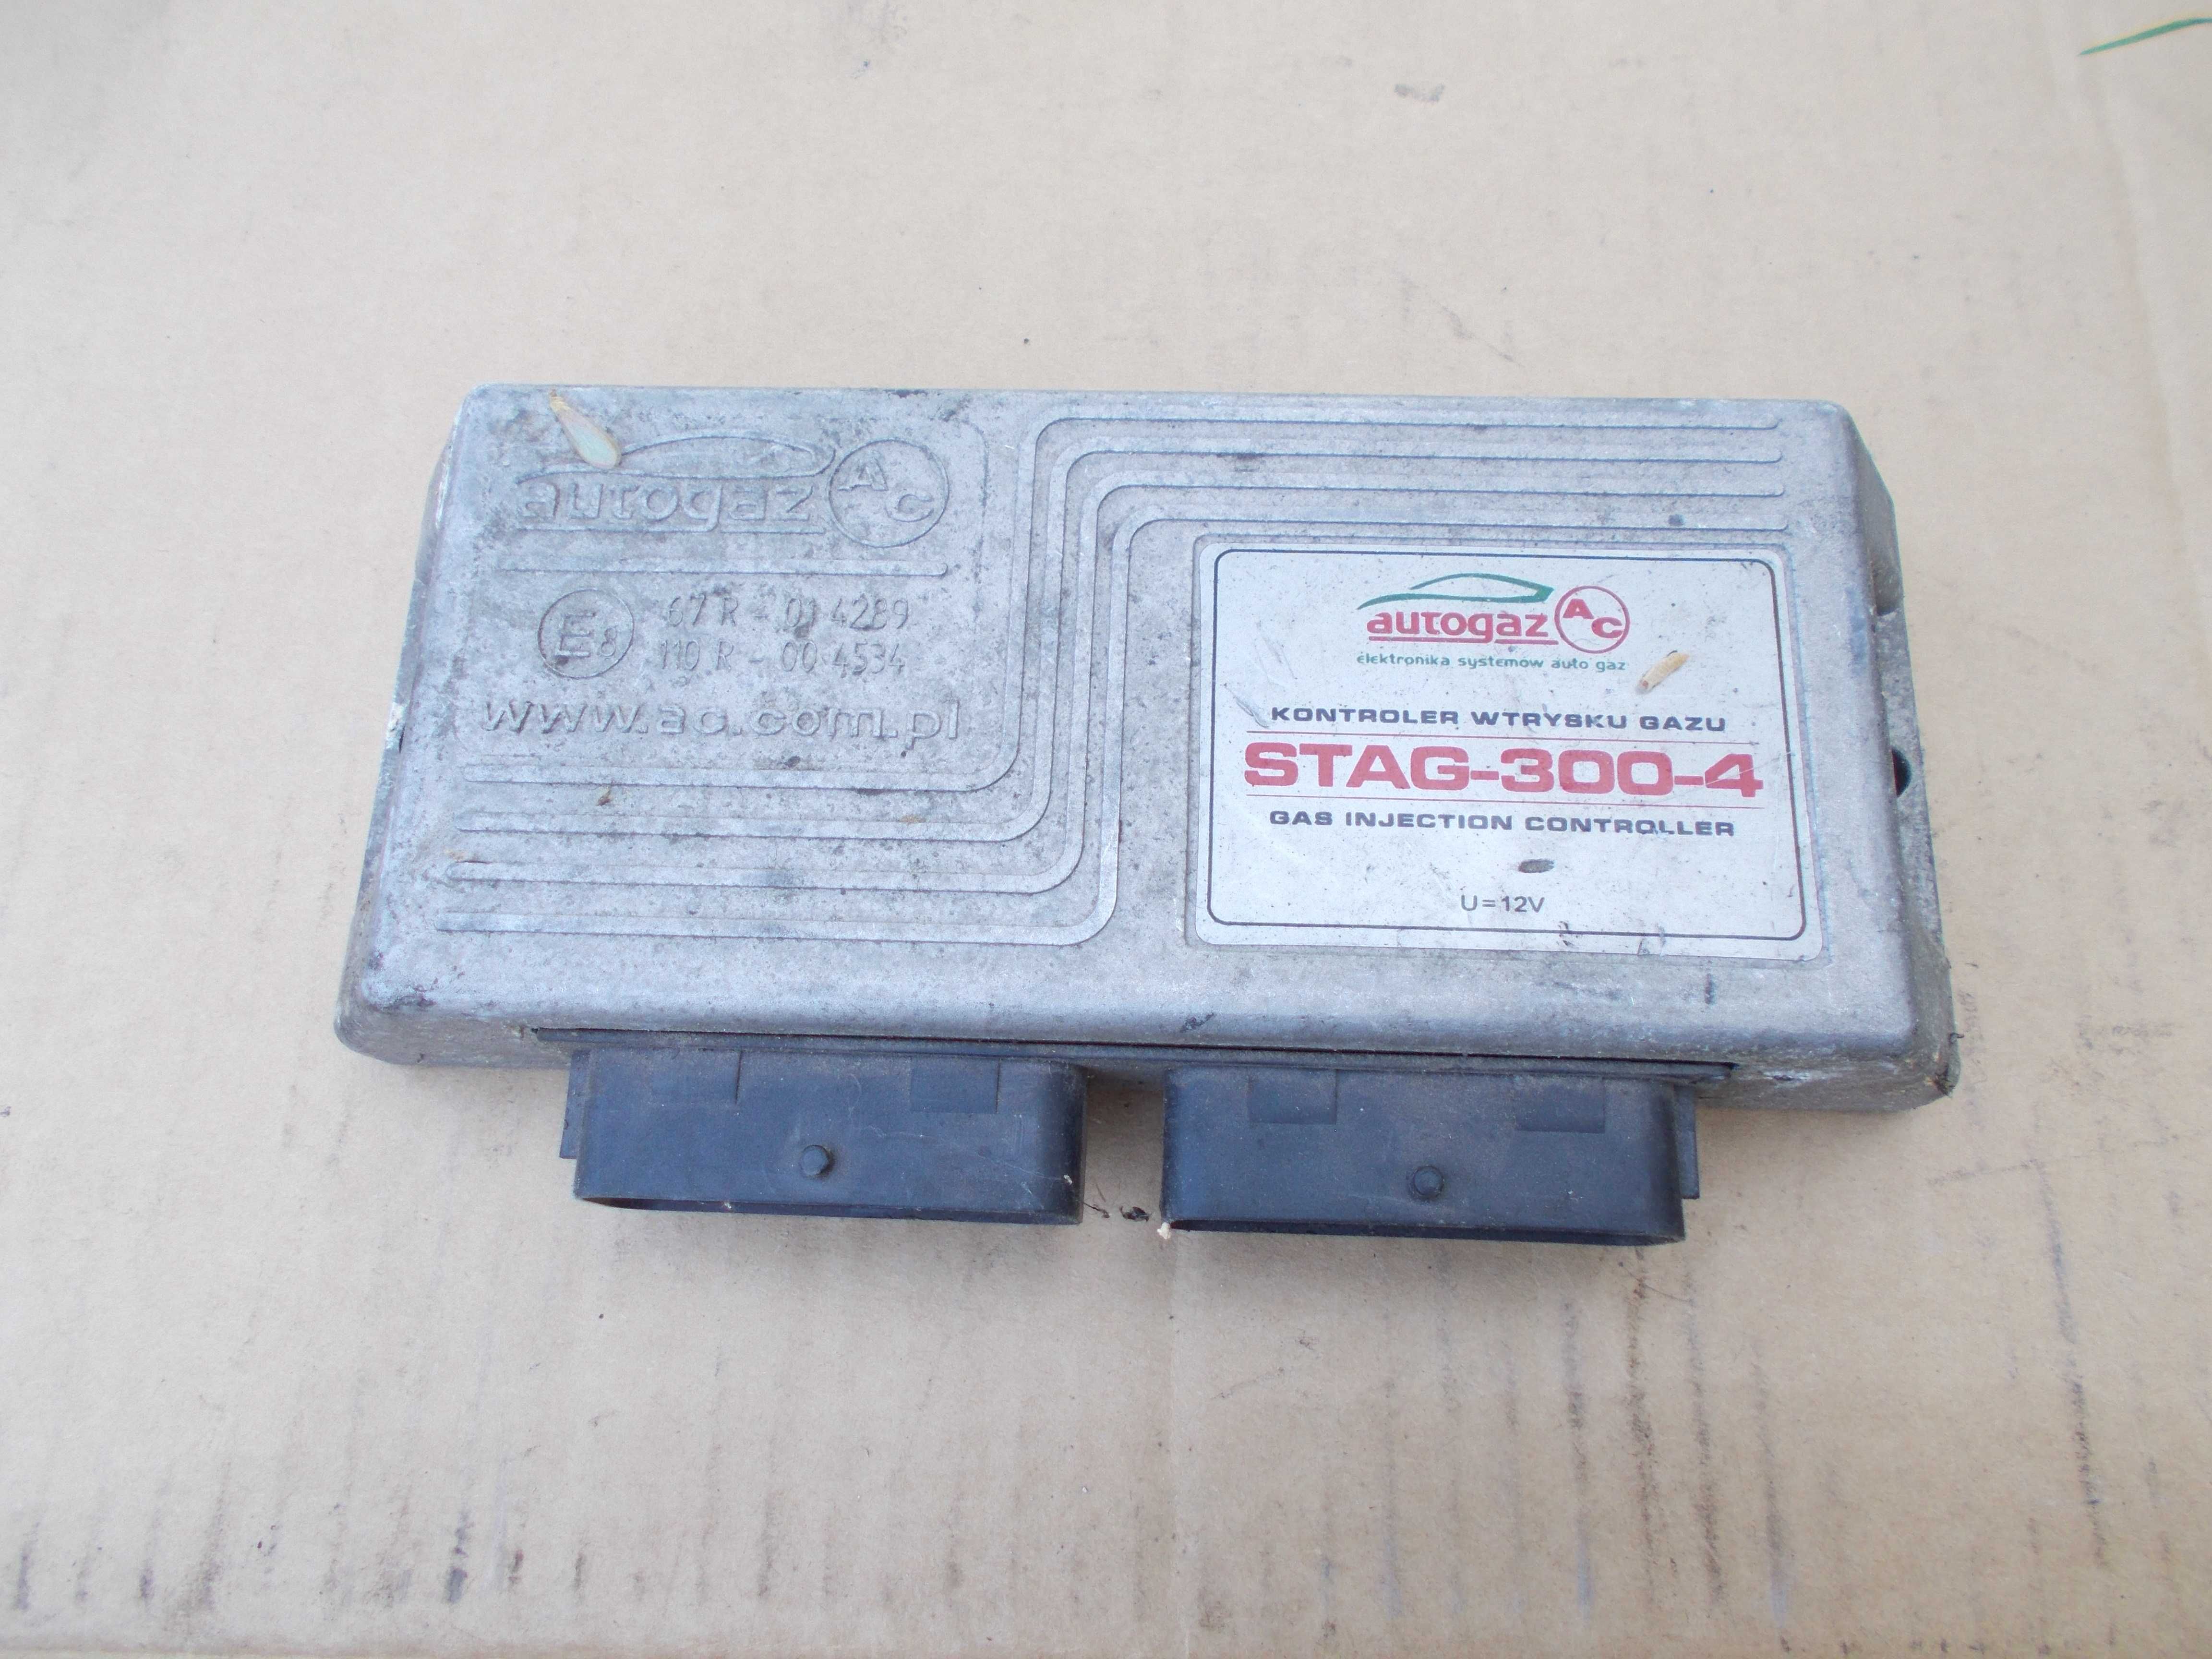 autogaz AC
E8
67 R - 01 4289
110 R - 00 4534
www.ac.com.pl
autogaz AC
elektronika systemów auto gaz
KONTROLER WTRYSKU GAZU
STAG-300-4
GAS INJECTION CONTROLLER
U=12V